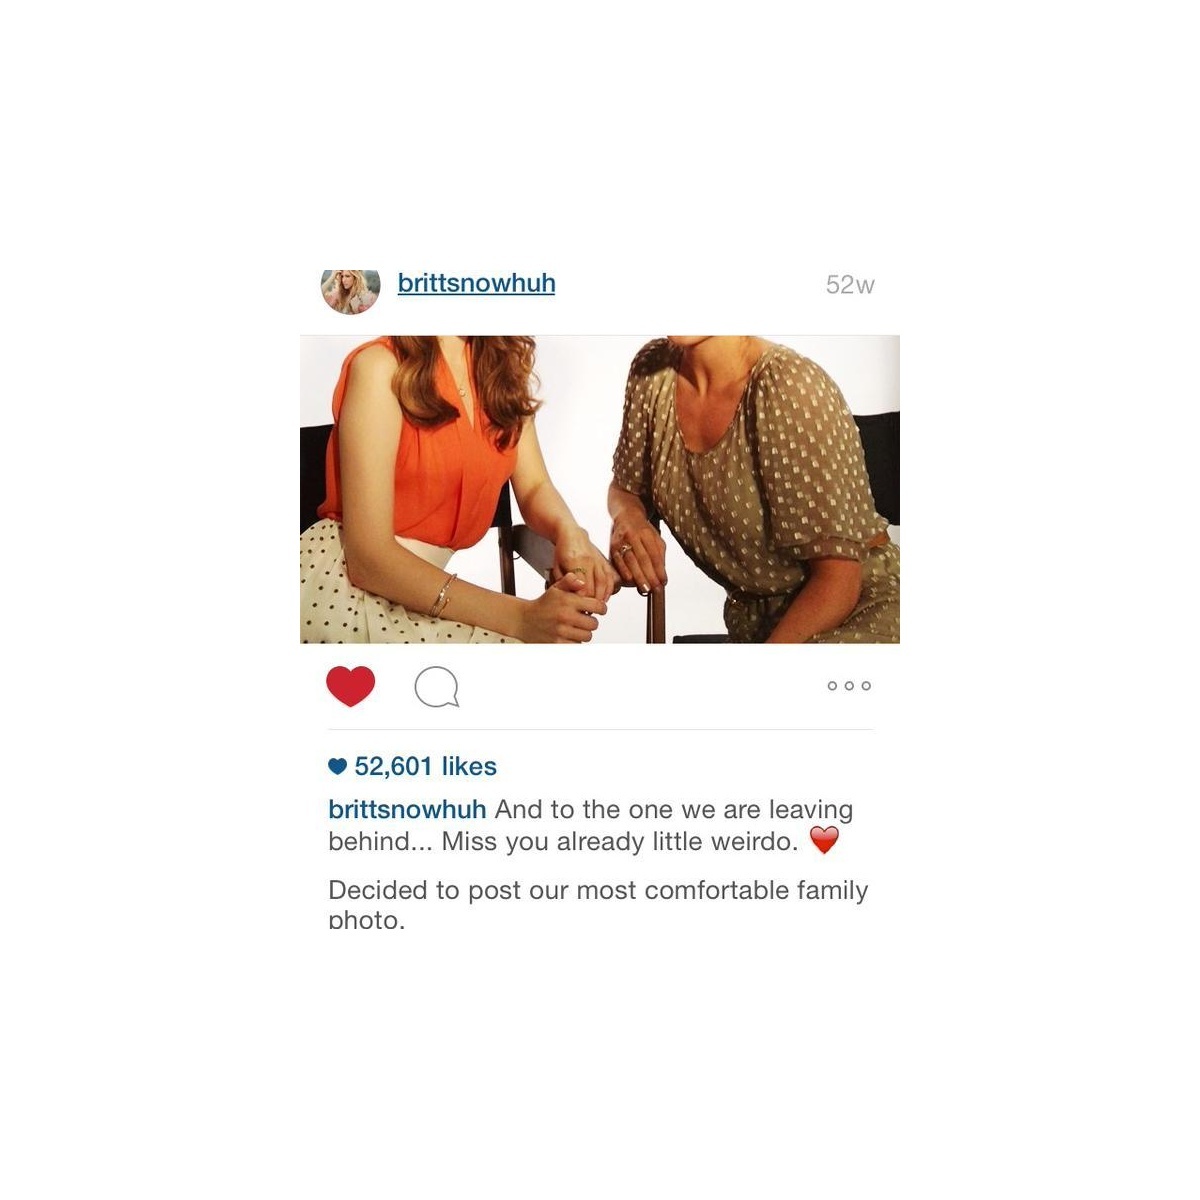 brittsnowhuh 52w
52,601 likes
brittsnowhuh And to the one we are leaving
behind... Miss you already little weirdo. ❤️
Decided to post our most comfortable family
photo.